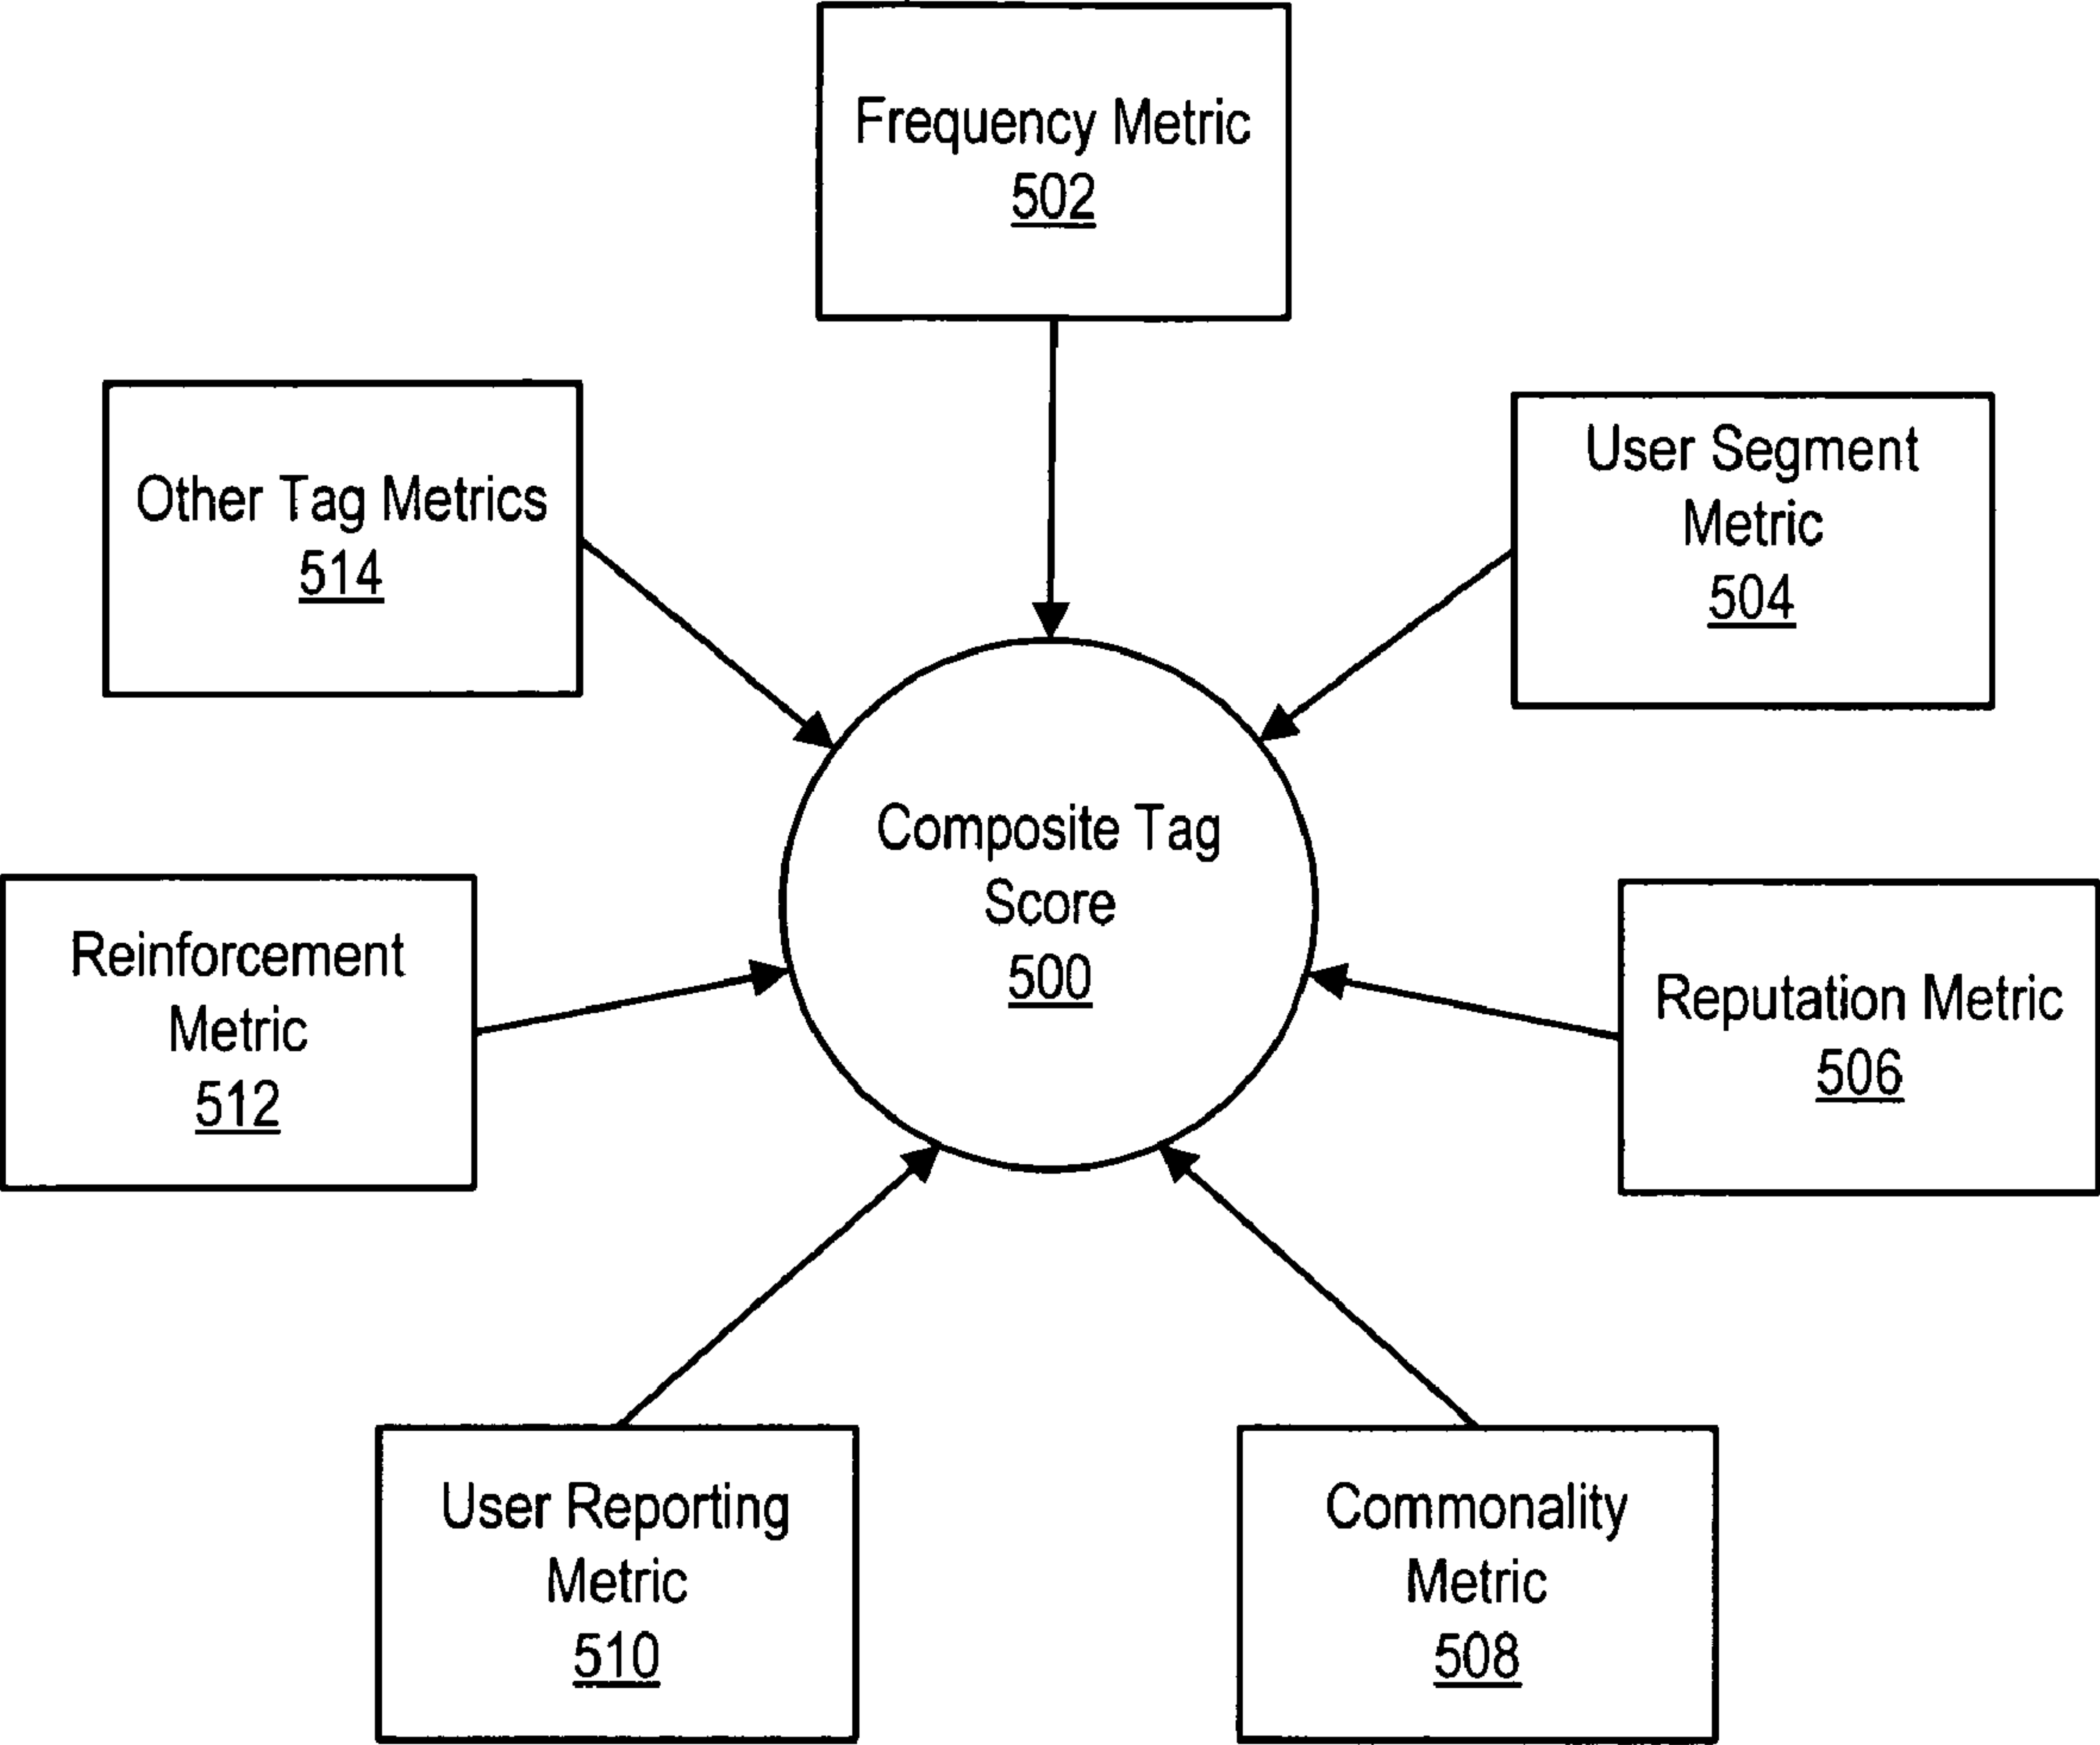 Frequency Metric
502
Other Tag Metrics
514
User Segment
Metric
504
Composite Tag
Score
500
Reinforcement
Metric
512
Reputation Metric
506
User Reporting
Metric
510
Commonality
Metric
508